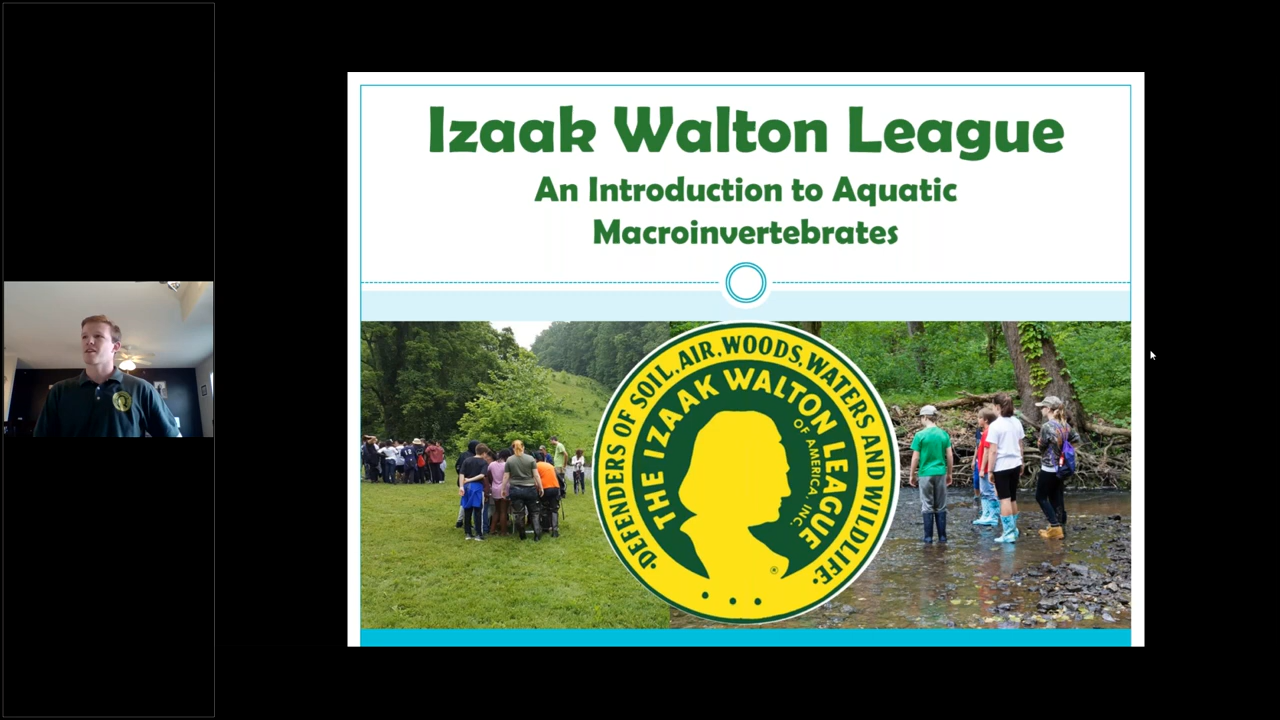 Izaak Walton League
An Introduction to Aquatic
Macroinvertebrates
·DEFENDERS OF SOIL, AIR, WOODS, WATERS AND WILDLIFE·
THE IZAAK WALTON LEAGUE
OF AMERICA, INC.
®